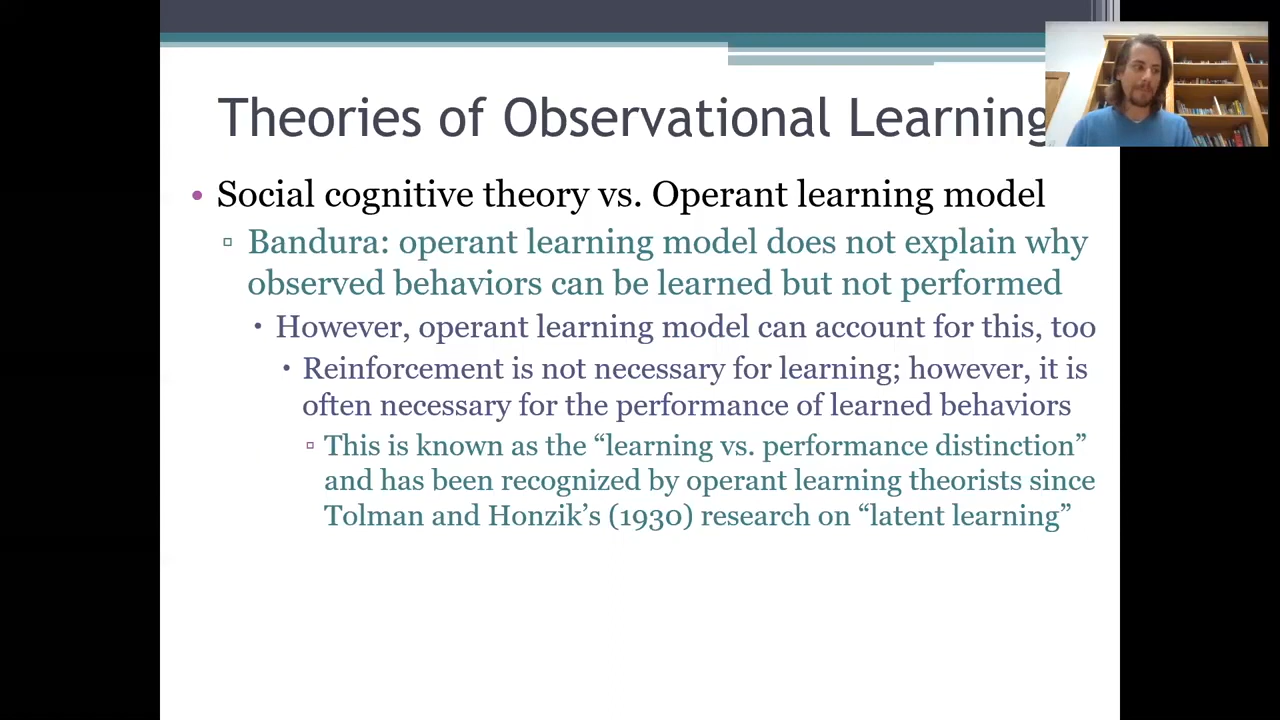 Theories of Observational Learning
• Social cognitive theory vs. Operant learning model
▫ Bandura: operant learning model does not explain why
observed behaviors can be learned but not performed
• However, operant learning model can account for this, too
• Reinforcement is not necessary for learning; however, it is
often necessary for the performance of learned behaviors
▫ This is known as the “learning vs. performance distinction”
and has been recognized by operant learning theorists since
Tolman and Honzik’s (1930) research on “latent learning”